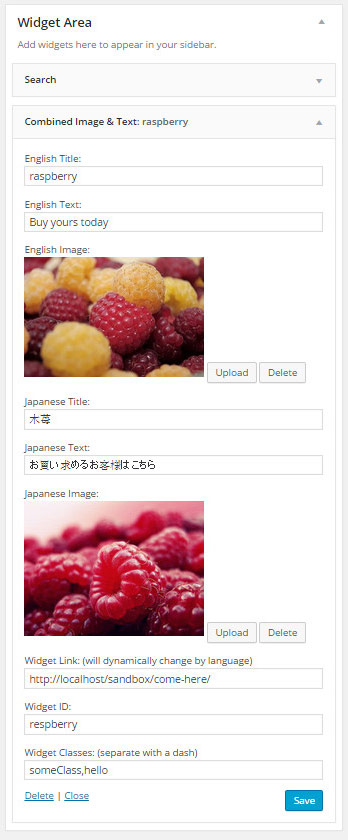 Widget Area
Add widgets here to appear in your sidebar.
Search
Combined Image & Text: raspberry
English Title:
raspberry
English Text:
Buy yours today
English Image:
Upload Delete
Japanese Title:
木苺
Japanese Text:
お買い求めるお客様はこちら
Japanese Image:
Upload Delete
Widget Link: (will dynamically change by language)
http://localhost/sandbox/come-here/
Widget ID:
respberry
Widget Classes: (separate with a dash)
someClass,hello
Delete | Close Save